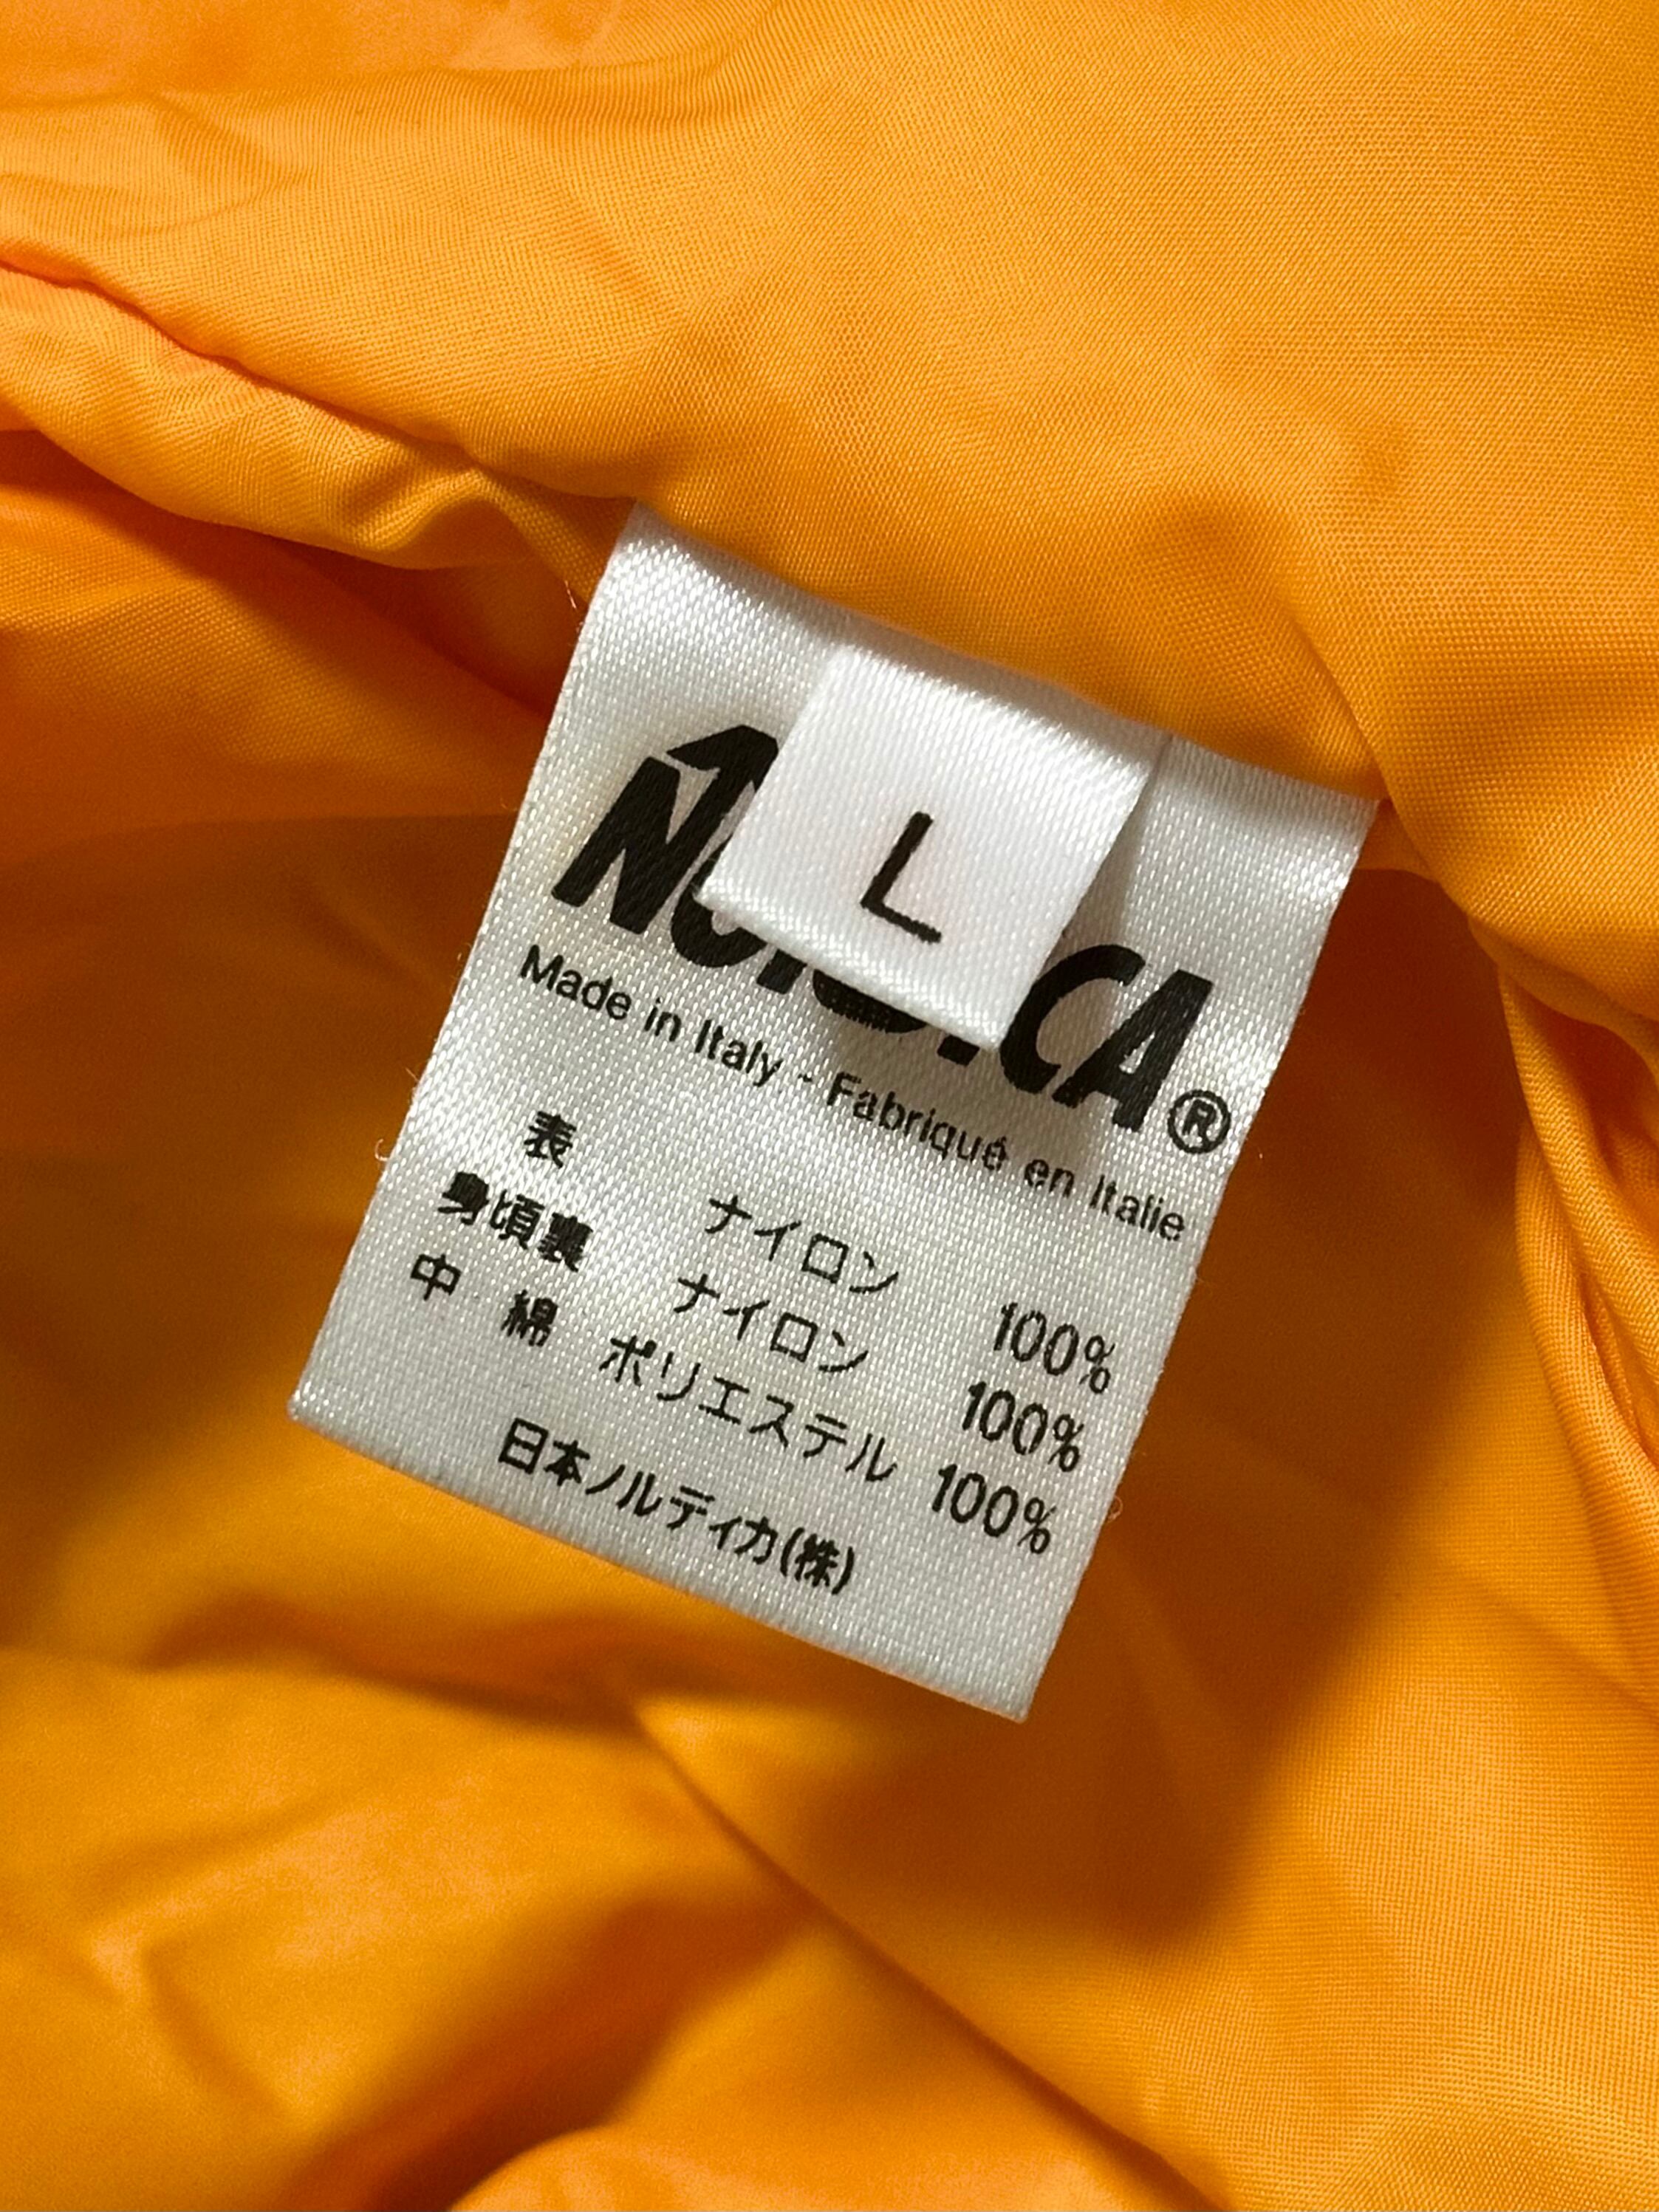 L
NORDICA®
Made in Italy - Fabriqué en Italie
表 ナイロン 100%
身頃裏 ナイロン 100%
中綿 ポリエステル 100%
日本ノルディカ(株)